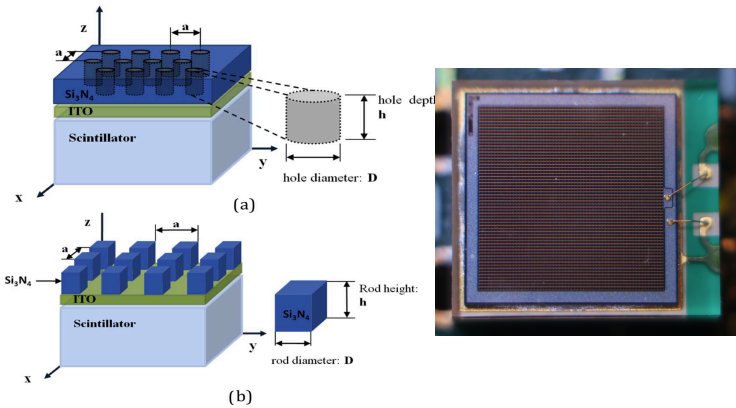 z
a
a
Si₃N₄
ITO
Scintillator
hole depth
h
y
hole diameter: D
x
(a)
z
a
a
Si₃N₄
ITO
Scintillator
Rod height:
h
Si₃N₄
y
rod diameter: D
x
(b)